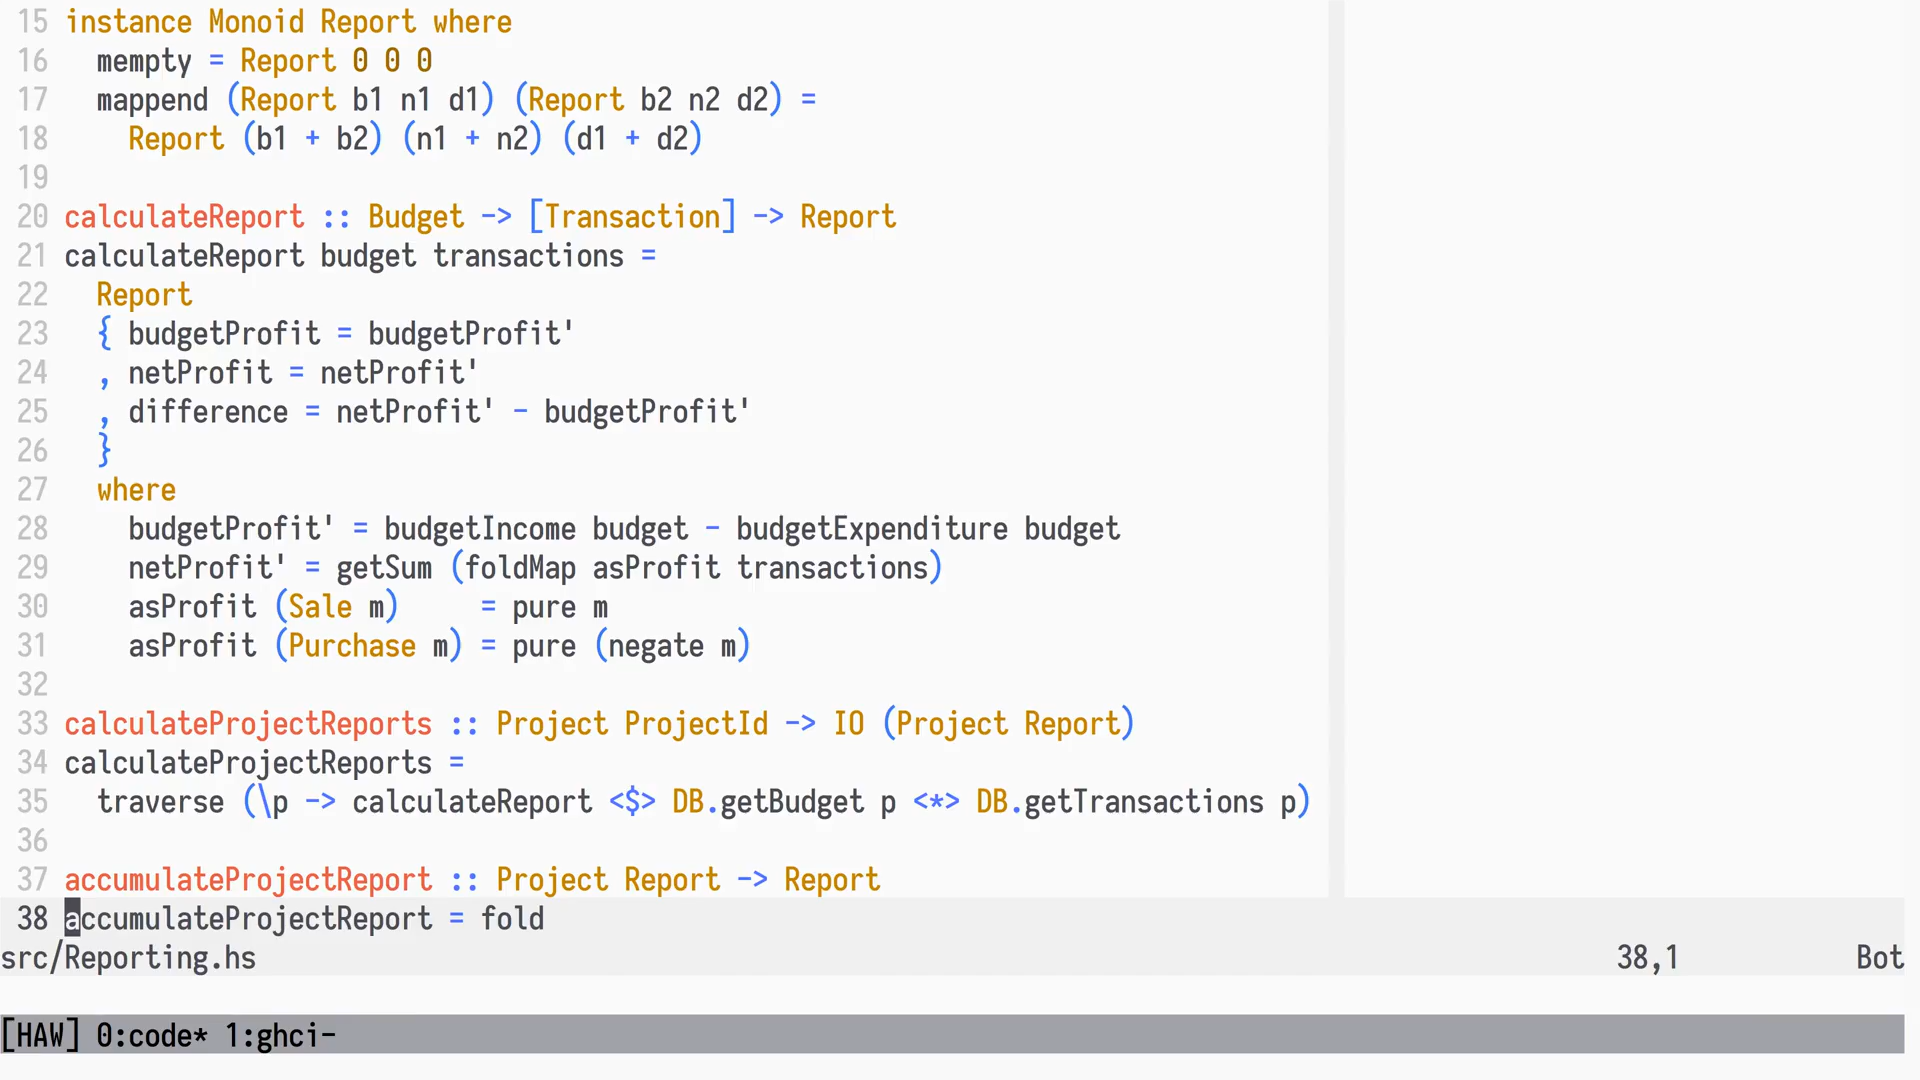 15 instance Monoid Report where
16   mempty = Report 0 0 0
17   mappend (Report b1 n1 d1) (Report b2 n2 d2) =
18     Report (b1 + b2) (n1 + n2) (d1 + d2)
19
20 calculateReport :: Budget -> [Transaction] -> Report
21 calculateReport budget transactions =
22   Report
23   { budgetProfit = budgetProfit'
24   , netProfit = netProfit'
25   , difference = netProfit' - budgetProfit'
26   }
27   where
28     budgetProfit' = budgetIncome budget - budgetExpenditure budget
29     netProfit' = getSum (foldMap asProfit transactions)
30     asProfit (Sale m)     = pure m
31     asProfit (Purchase m) = pure (negate m)
32
33 calculateProjectReports :: Project ProjectId -> IO (Project Report)
34 calculateProjectReports =
35   traverse (\p -> calculateReport <$> DB.getBudget p <*> DB.getTransactions p)
36
37 accumulateProjectReport :: Project Report -> Report
38 accumulateProjectReport = fold
src/Reporting.hs 38,1 Bot
[HAW] 0:code* 1:ghci-